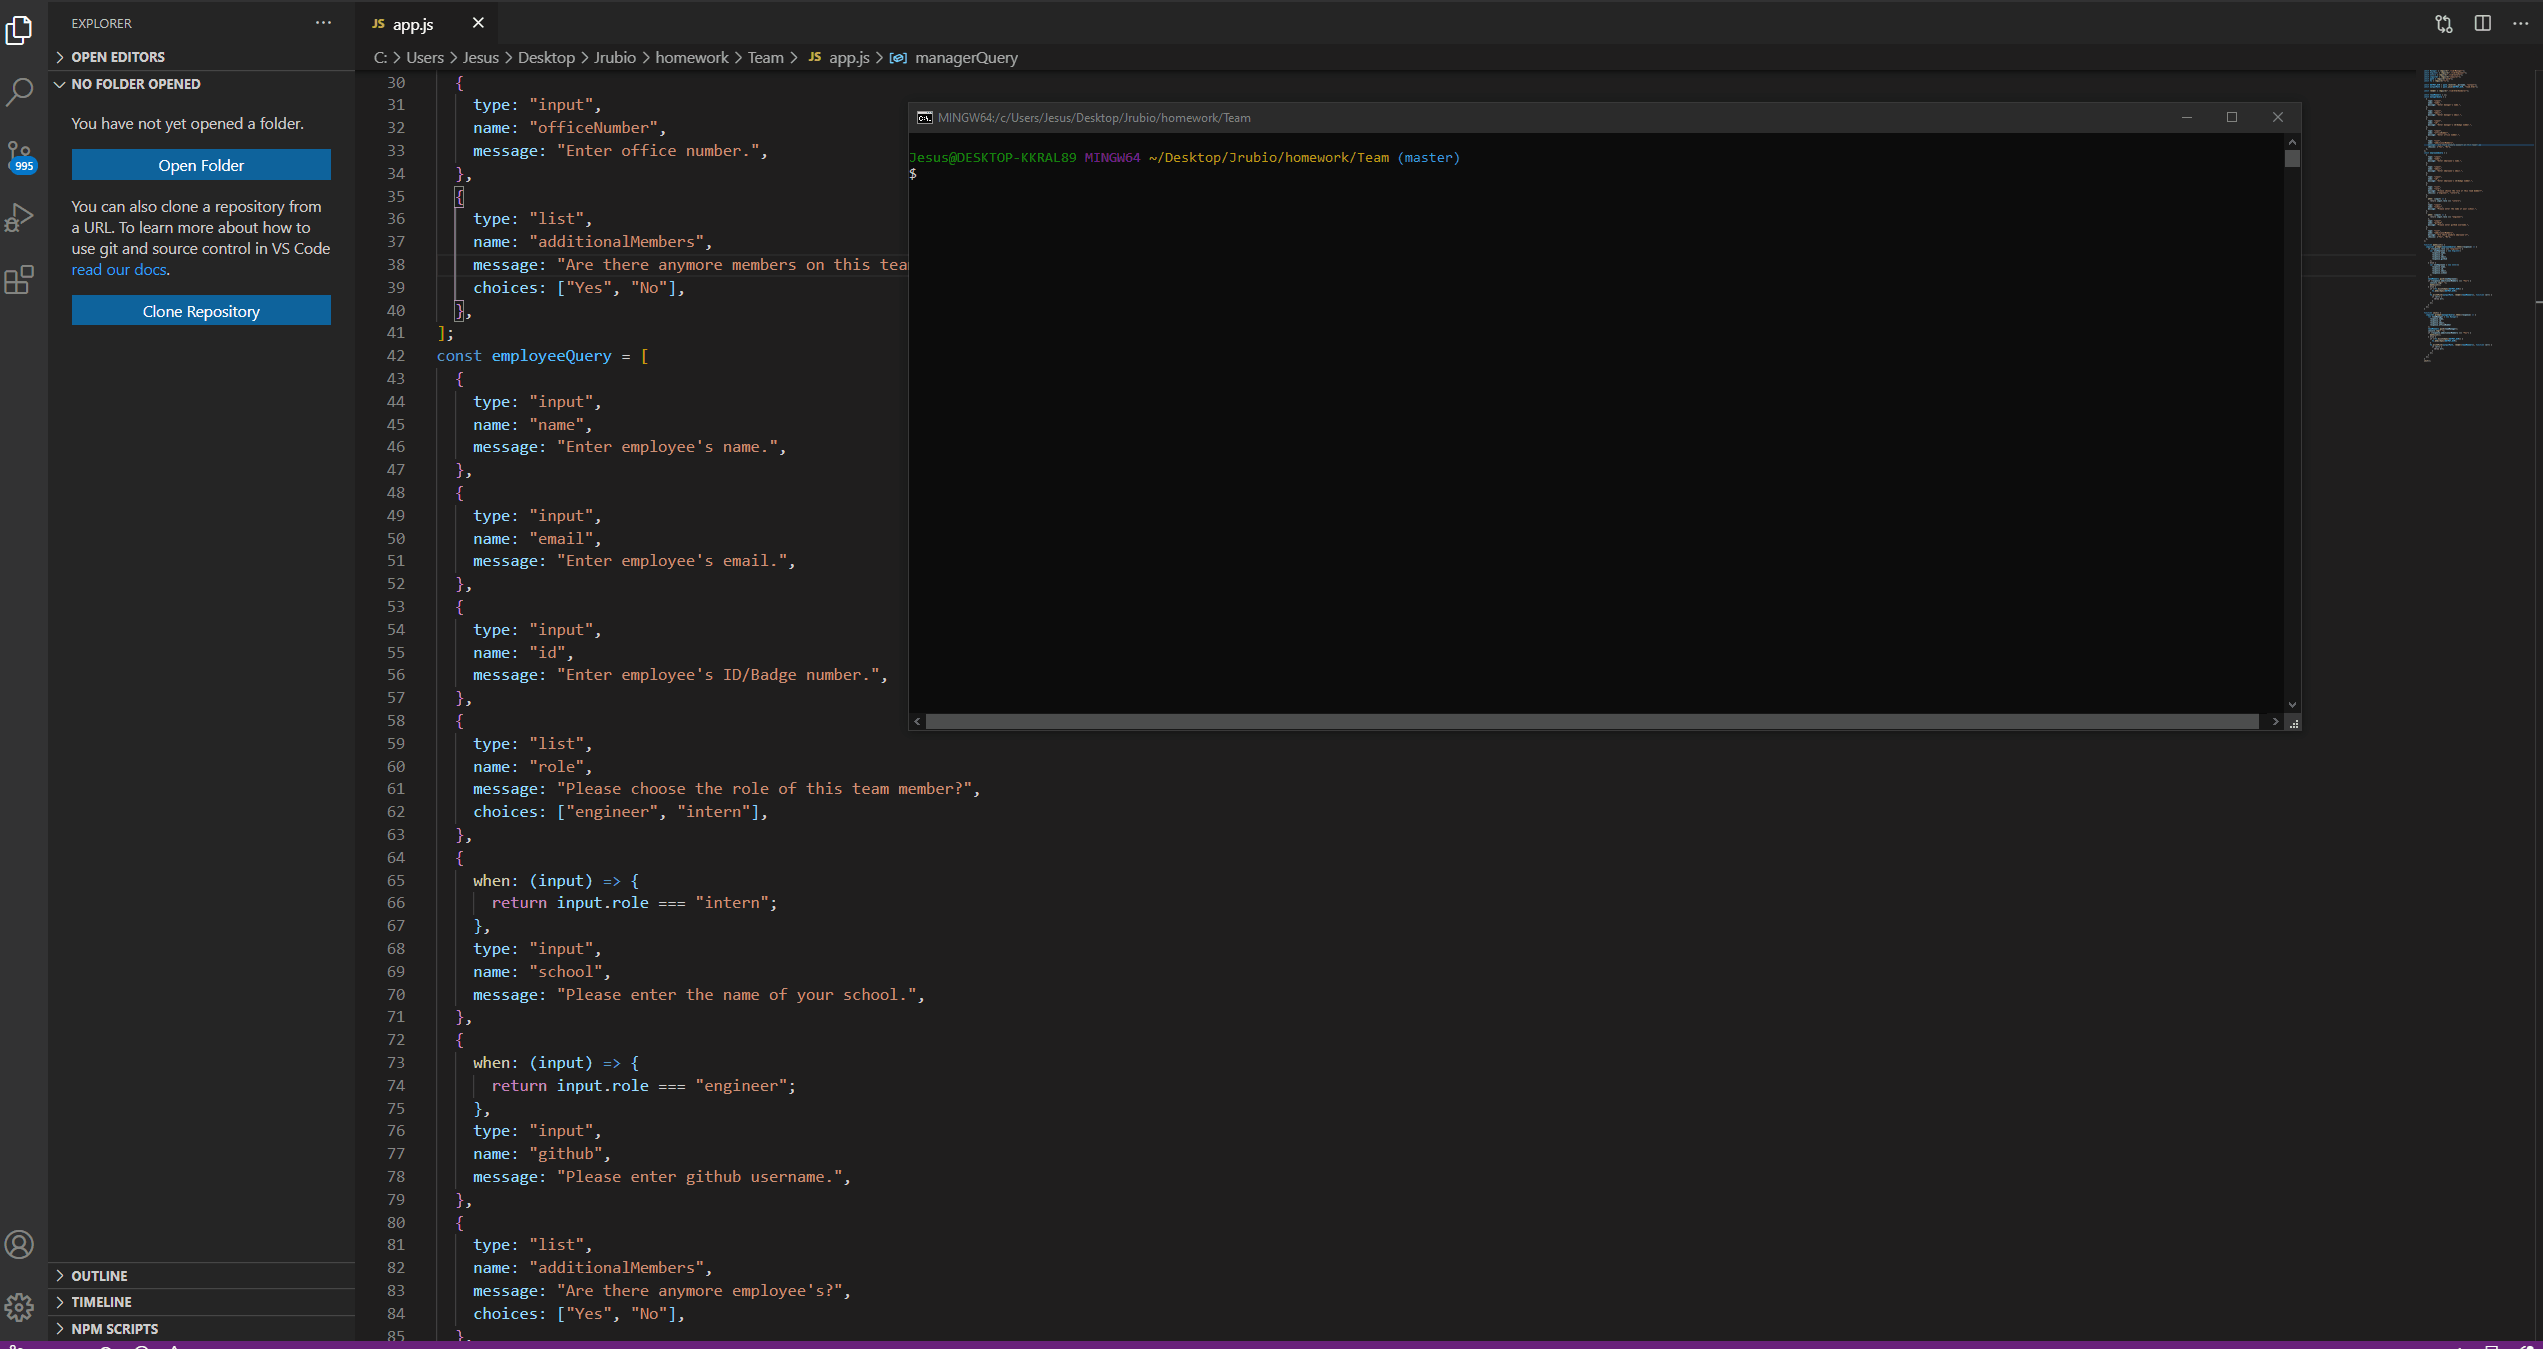 EXPLORER
OPEN EDITORS
NO FOLDER OPENED
You have not yet opened a folder.
Open Folder
You can also clone a repository from
a URL. To learn more about how to
use git and source control in VS Code
read our docs.
Clone Repository
995
OUTLINE
TIMELINE
NPM SCRIPTS
JS app.js
C: > Users > Jesus > Desktop > Jrubio > homework > Team > JS app.js > managerQuery
30 {
31 type: "input",
32 name: "officeNumber",
33 message: "Enter office number.",
34 },
35 {
36 type: "list",
37 name: "additionalMembers",
38 message: "Are there anymore members on this tea
39 choices: ["Yes", "No"],
40 },
41 ];
42 const employeeQuery = [
43 {
44 type: "input",
45 name: "name",
46 message: "Enter employee's name.",
47 },
48 {
49 type: "input",
50 name: "email",
51 message: "Enter employee's email.",
52 },
53 {
54 type: "input",
55 name: "id",
56 message: "Enter employee's ID/Badge number.",
57 },
58 {
59 type: "list",
60 name: "role",
61 message: "Please choose the role of this team member?",
62 choices: ["engineer", "intern"],
63 },
64 {
65 when: (input) => {
66 return input.role === "intern";
67 },
68 type: "input",
69 name: "school",
70 message: "Please enter the name of your school.",
71 },
72 {
73 when: (input) => {
74 return input.role === "engineer";
75 },
76 type: "input",
77 name: "github",
78 message: "Please enter github username.",
79 },
80 {
81 type: "list",
82 name: "additionalMembers",
83 message: "Are there anymore employee's?",
84 choices: ["Yes", "No"],
85 },
MINGW64:/c/Users/Jesus/Desktop/Jrubio/homework/Team
Jesus@DESKTOP-KKRAL89 MINGW64 ~/Desktop/Jrubio/homework/Team (master)
$